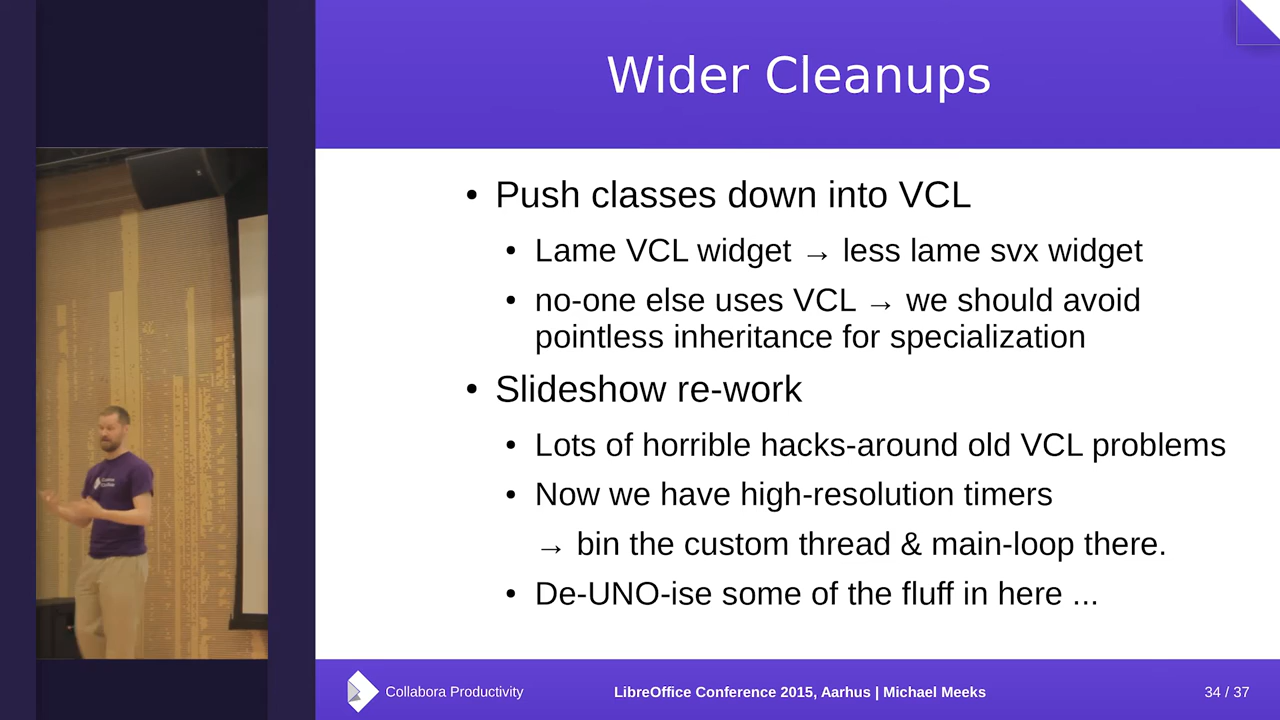 Wider Cleanups
• Push classes down into VCL
• Lame VCL widget → less lame svx widget
• no-one else uses VCL → we should avoid
pointless inheritance for specialization
• Slideshow re-work
• Lots of horrible hacks-around old VCL problems
• Now we have high-resolution timers
→ bin the custom thread & main-loop there.
• De-UNO-ise some of the fluff in here ...
Collabora Productivity
LibreOffice Conference 2015, Aarhus | Michael Meeks
34 / 37